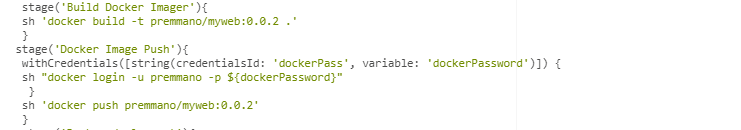 stage('Build Docker Imager'){
sh 'docker build -t premmano/myweb:0.0.2 .'
}
stage('Docker Image Push'){
withCredentials([string(credentialsId: 'dockerPass', variable: 'dockerPassword')]) {
sh "docker login -u premmano -p ${dockerPassword}"
}
sh 'docker push premmano/myweb:0.0.2'
}